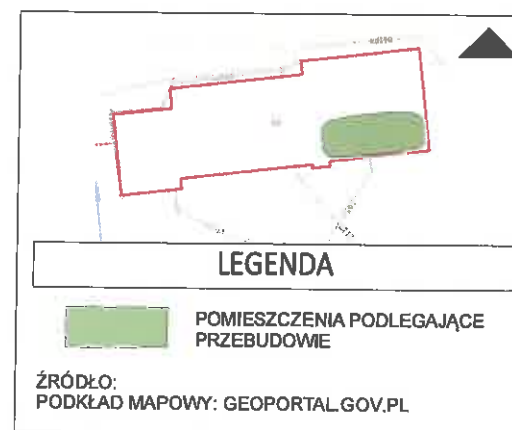 LEGENDA
POMIESZCZENIA PODLEGAJĄCE
PRZEBUDOWIE
ŹRÓDŁO:
PODKŁAD MAPOWY: GEOPORTAL.GOV.PL